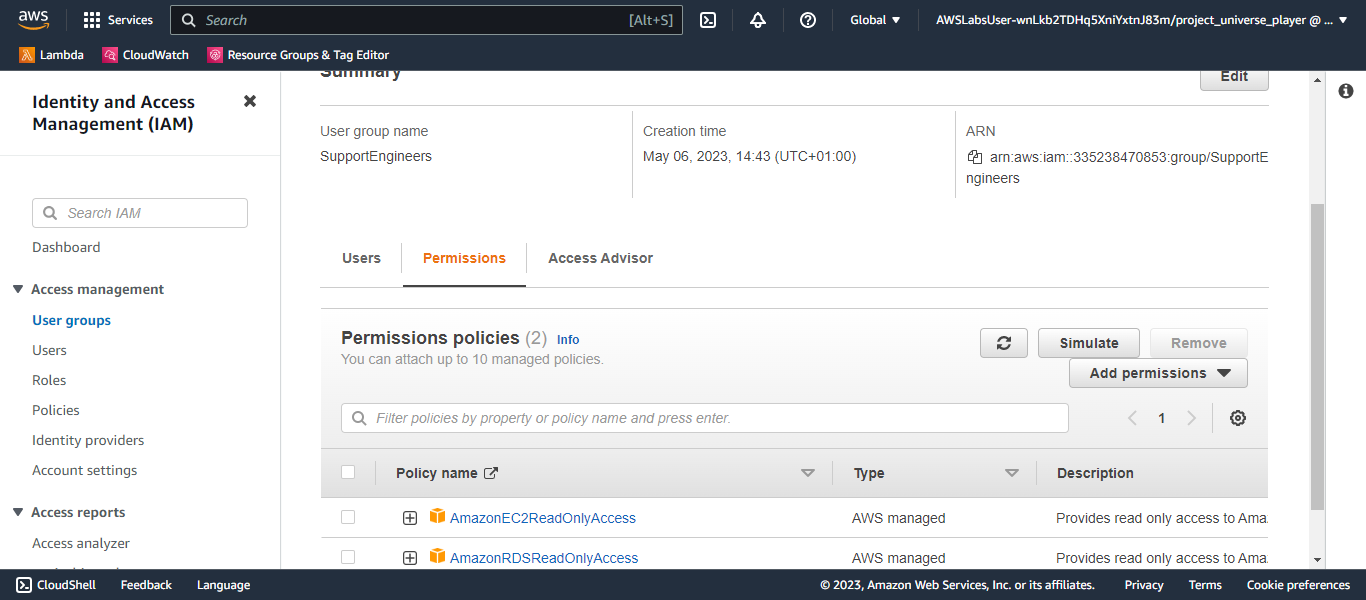 aws
Services
Search
[Alt+S]
Global
AWSLabsUser-wnLkb2TDHq5XniYxtnJ83m/project_universe_player @ ...
Lambda
CloudWatch
Resource Groups & Tag Editor
Identity and Access
Management (IAM)
Search IAM
Dashboard
Access management
User groups
Users
Roles
Policies
Identity providers
Account settings
Access reports
Access analyzer
Summary
Edit
User group name
SupportEngineers
Creation time
May 06, 2023, 14:43 (UTC+01:00)
ARN
arn:aws:iam::335238470853:group/SupportE
ngineers
Users
Permissions
Access Advisor
Permissions policies (2) Info
You can attach up to 10 managed policies.
Simulate
Remove
Add permissions
Filter policies by property or policy name and press enter.
1
Policy name
Type
Description
AmazonEC2ReadOnlyAccess
AWS managed
Provides read only access to Ama
AmazonRDSReadOnlyAccess
AWS managed
Provides read only access to Ama
CloudShell
Feedback
Language
© 2023, Amazon Web Services, Inc. or its affiliates.
Privacy
Terms
Cookie preferences